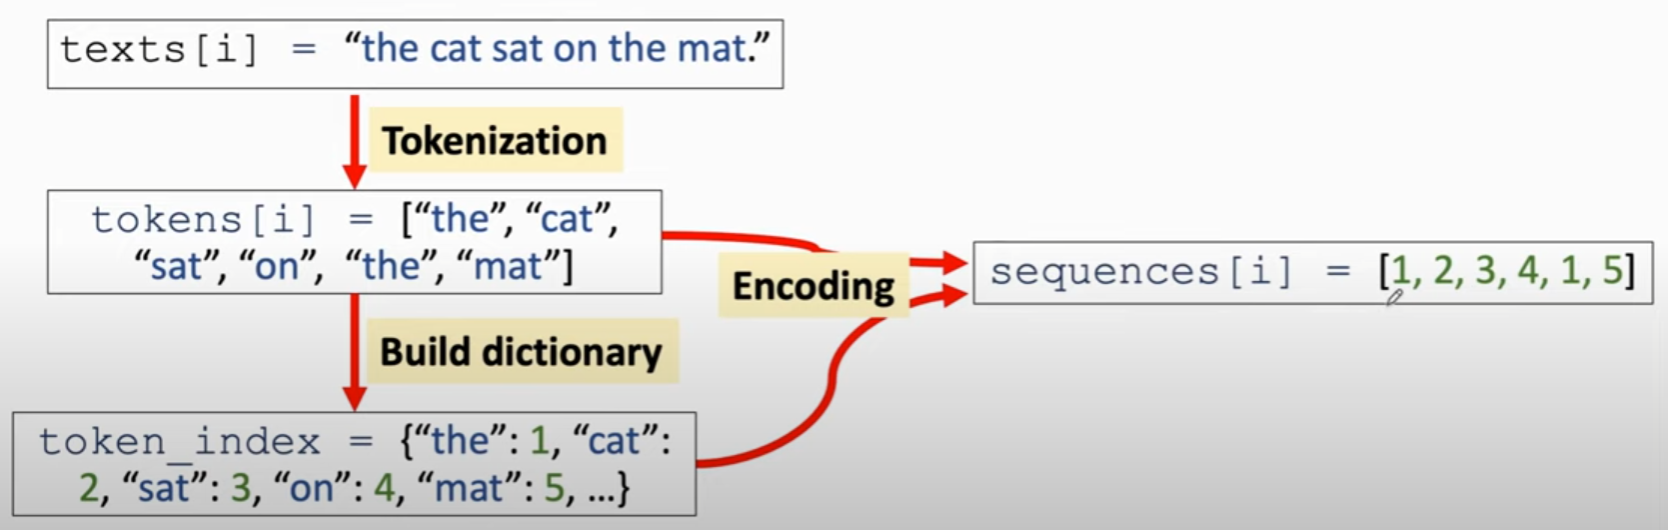 texts[i] = “the cat sat on the mat.”
Tokenization
tokens[i] = [“the”, “cat”,
“sat”, “on”, “the”, “mat”]
Encoding
sequences[i] = [1, 2, 3, 4, 1, 5]
Build dictionary
token_index = {“the”: 1, “cat”:
2, “sat”: 3, “on”: 4, “mat”: 5, ...}